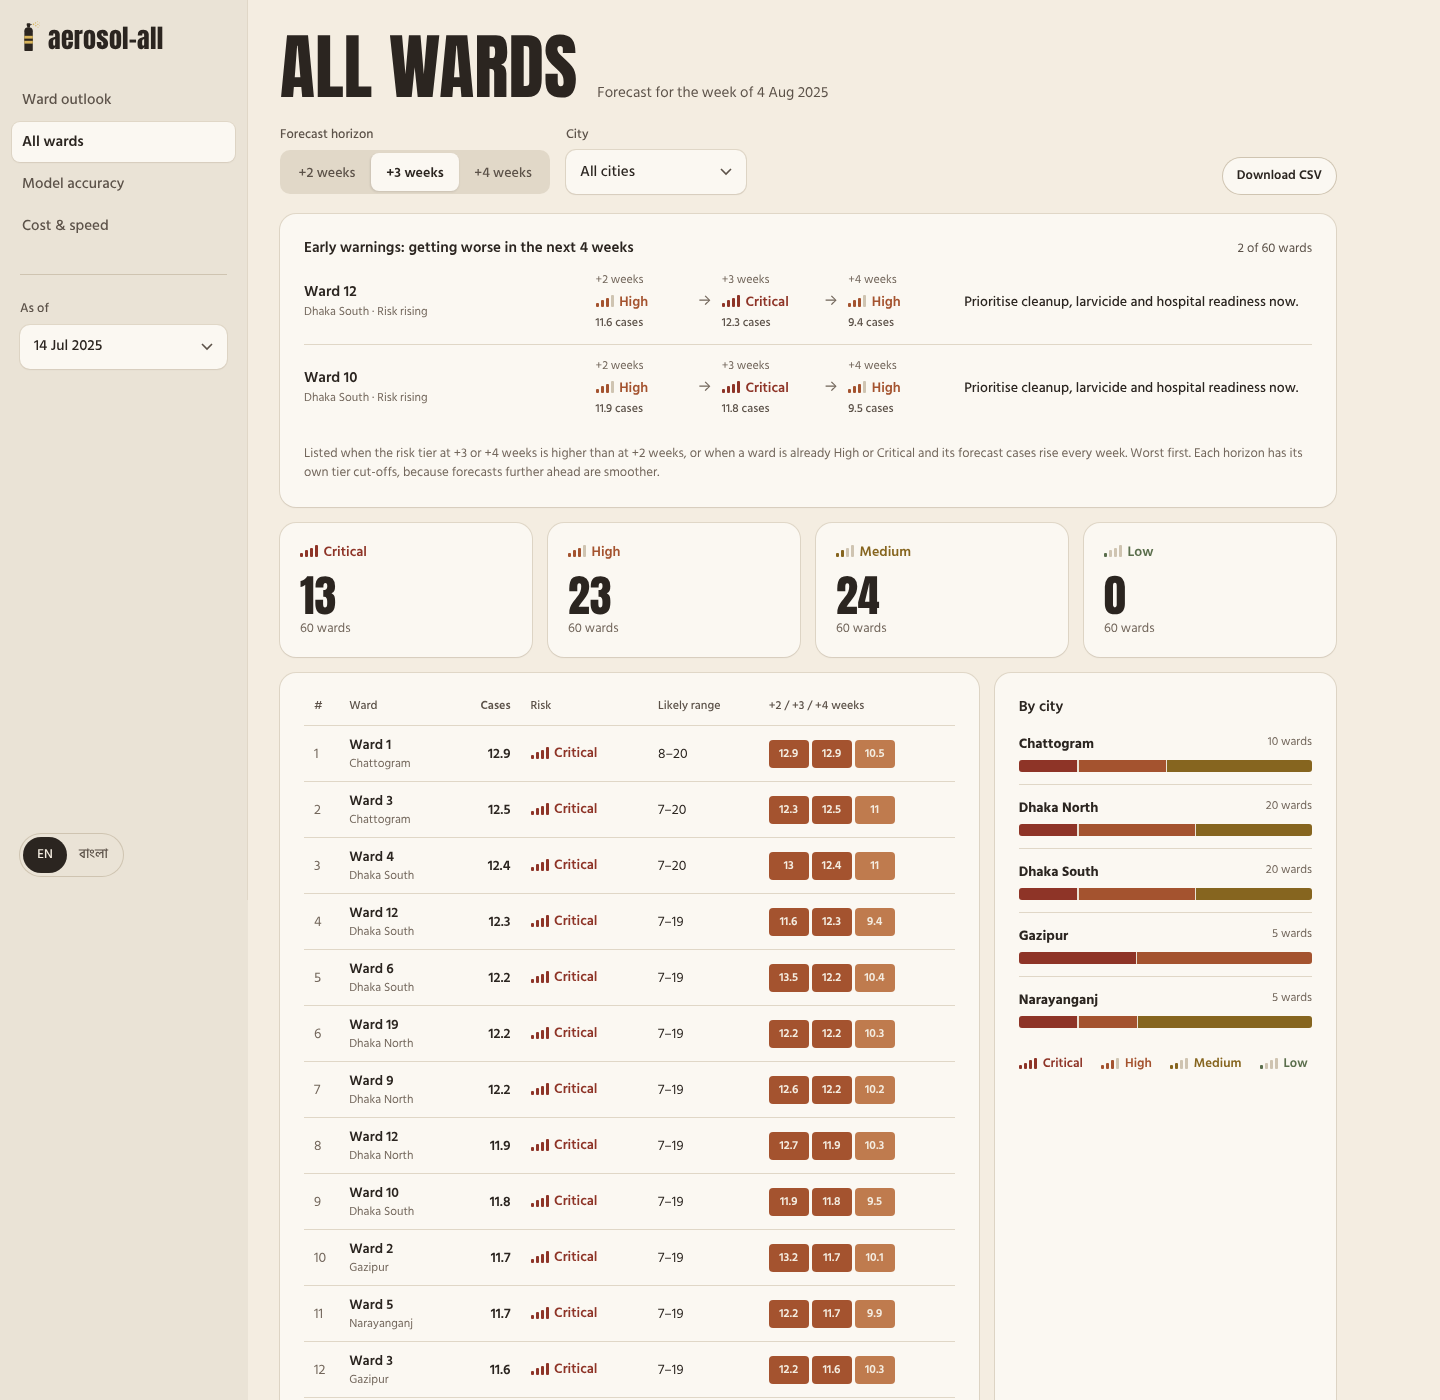 aerosol-all
Ward outlook
All wards
Model accuracy
Cost & speed
As of
14 Jul 2025
EN বাংলা
ALL WARDS
Forecast for the week of 4 Aug 2025
Forecast horizon
+2 weeks +3 weeks +4 weeks
City
All cities
Download CSV
Early warnings: getting worse in the next 4 weeks
2 of 60 wards
Ward 12
Dhaka South · Risk rising
+2 weeks
High
11.6 cases
→
+3 weeks
Critical
12.3 cases
→
+4 weeks
High
9.4 cases
Prioritise cleanup, larvicide and hospital readiness now.
Ward 10
Dhaka South · Risk rising
+2 weeks
High
11.9 cases
→
+3 weeks
Critical
11.8 cases
→
+4 weeks
High
9.5 cases
Prioritise cleanup, larvicide and hospital readiness now.
Listed when the risk tier at +3 or +4 weeks is higher than at +2 weeks, or when a ward is already High or Critical and its forecast cases rise every week. Worst first. Each horizon has its
own tier cut-offs, because forecasts further ahead are smoother.
Critical
13
60 wards
High
23
60 wards
Medium
24
60 wards
Low
0
60 wards
# Ward Cases Risk Likely range +2 / +3 / +4 weeks
1 Ward 1 12.9 Critical 8–20 12.9 12.9 10.5
Chattogram
2 Ward 3 12.5 Critical 7–20 12.3 12.5 11
Chattogram
3 Ward 4 12.4 Critical 7–20 13 12.4 11
Dhaka South
4 Ward 12 12.3 Critical 7–19 11.6 12.3 9.4
Dhaka South
5 Ward 6 12.2 Critical 7–19 13.5 12.2 10.4
Dhaka South
6 Ward 19 12.2 Critical 7–19 12.2 12.2 10.3
Dhaka North
7 Ward 9 12.2 Critical 7–19 12.6 12.2 10.2
Dhaka North
8 Ward 12 11.9 Critical 7–19 12.7 11.9 10.3
Dhaka North
9 Ward 10 11.8 Critical 7–19 11.9 11.8 9.5
Dhaka South
10 Ward 2 11.7 Critical 7–19 13.2 11.7 10.1
Gazipur
11 Ward 5 11.7 Critical 7–19 12.2 11.7 9.9
Narayanganj
12 Ward 3 11.6 Critical 7–19 12.2 11.6 10.3
Gazipur
By city
Chattogram 10 wards
Dhaka North 20 wards
Dhaka South 20 wards
Gazipur 5 wards
Narayanganj 5 wards
Critical High Medium Low